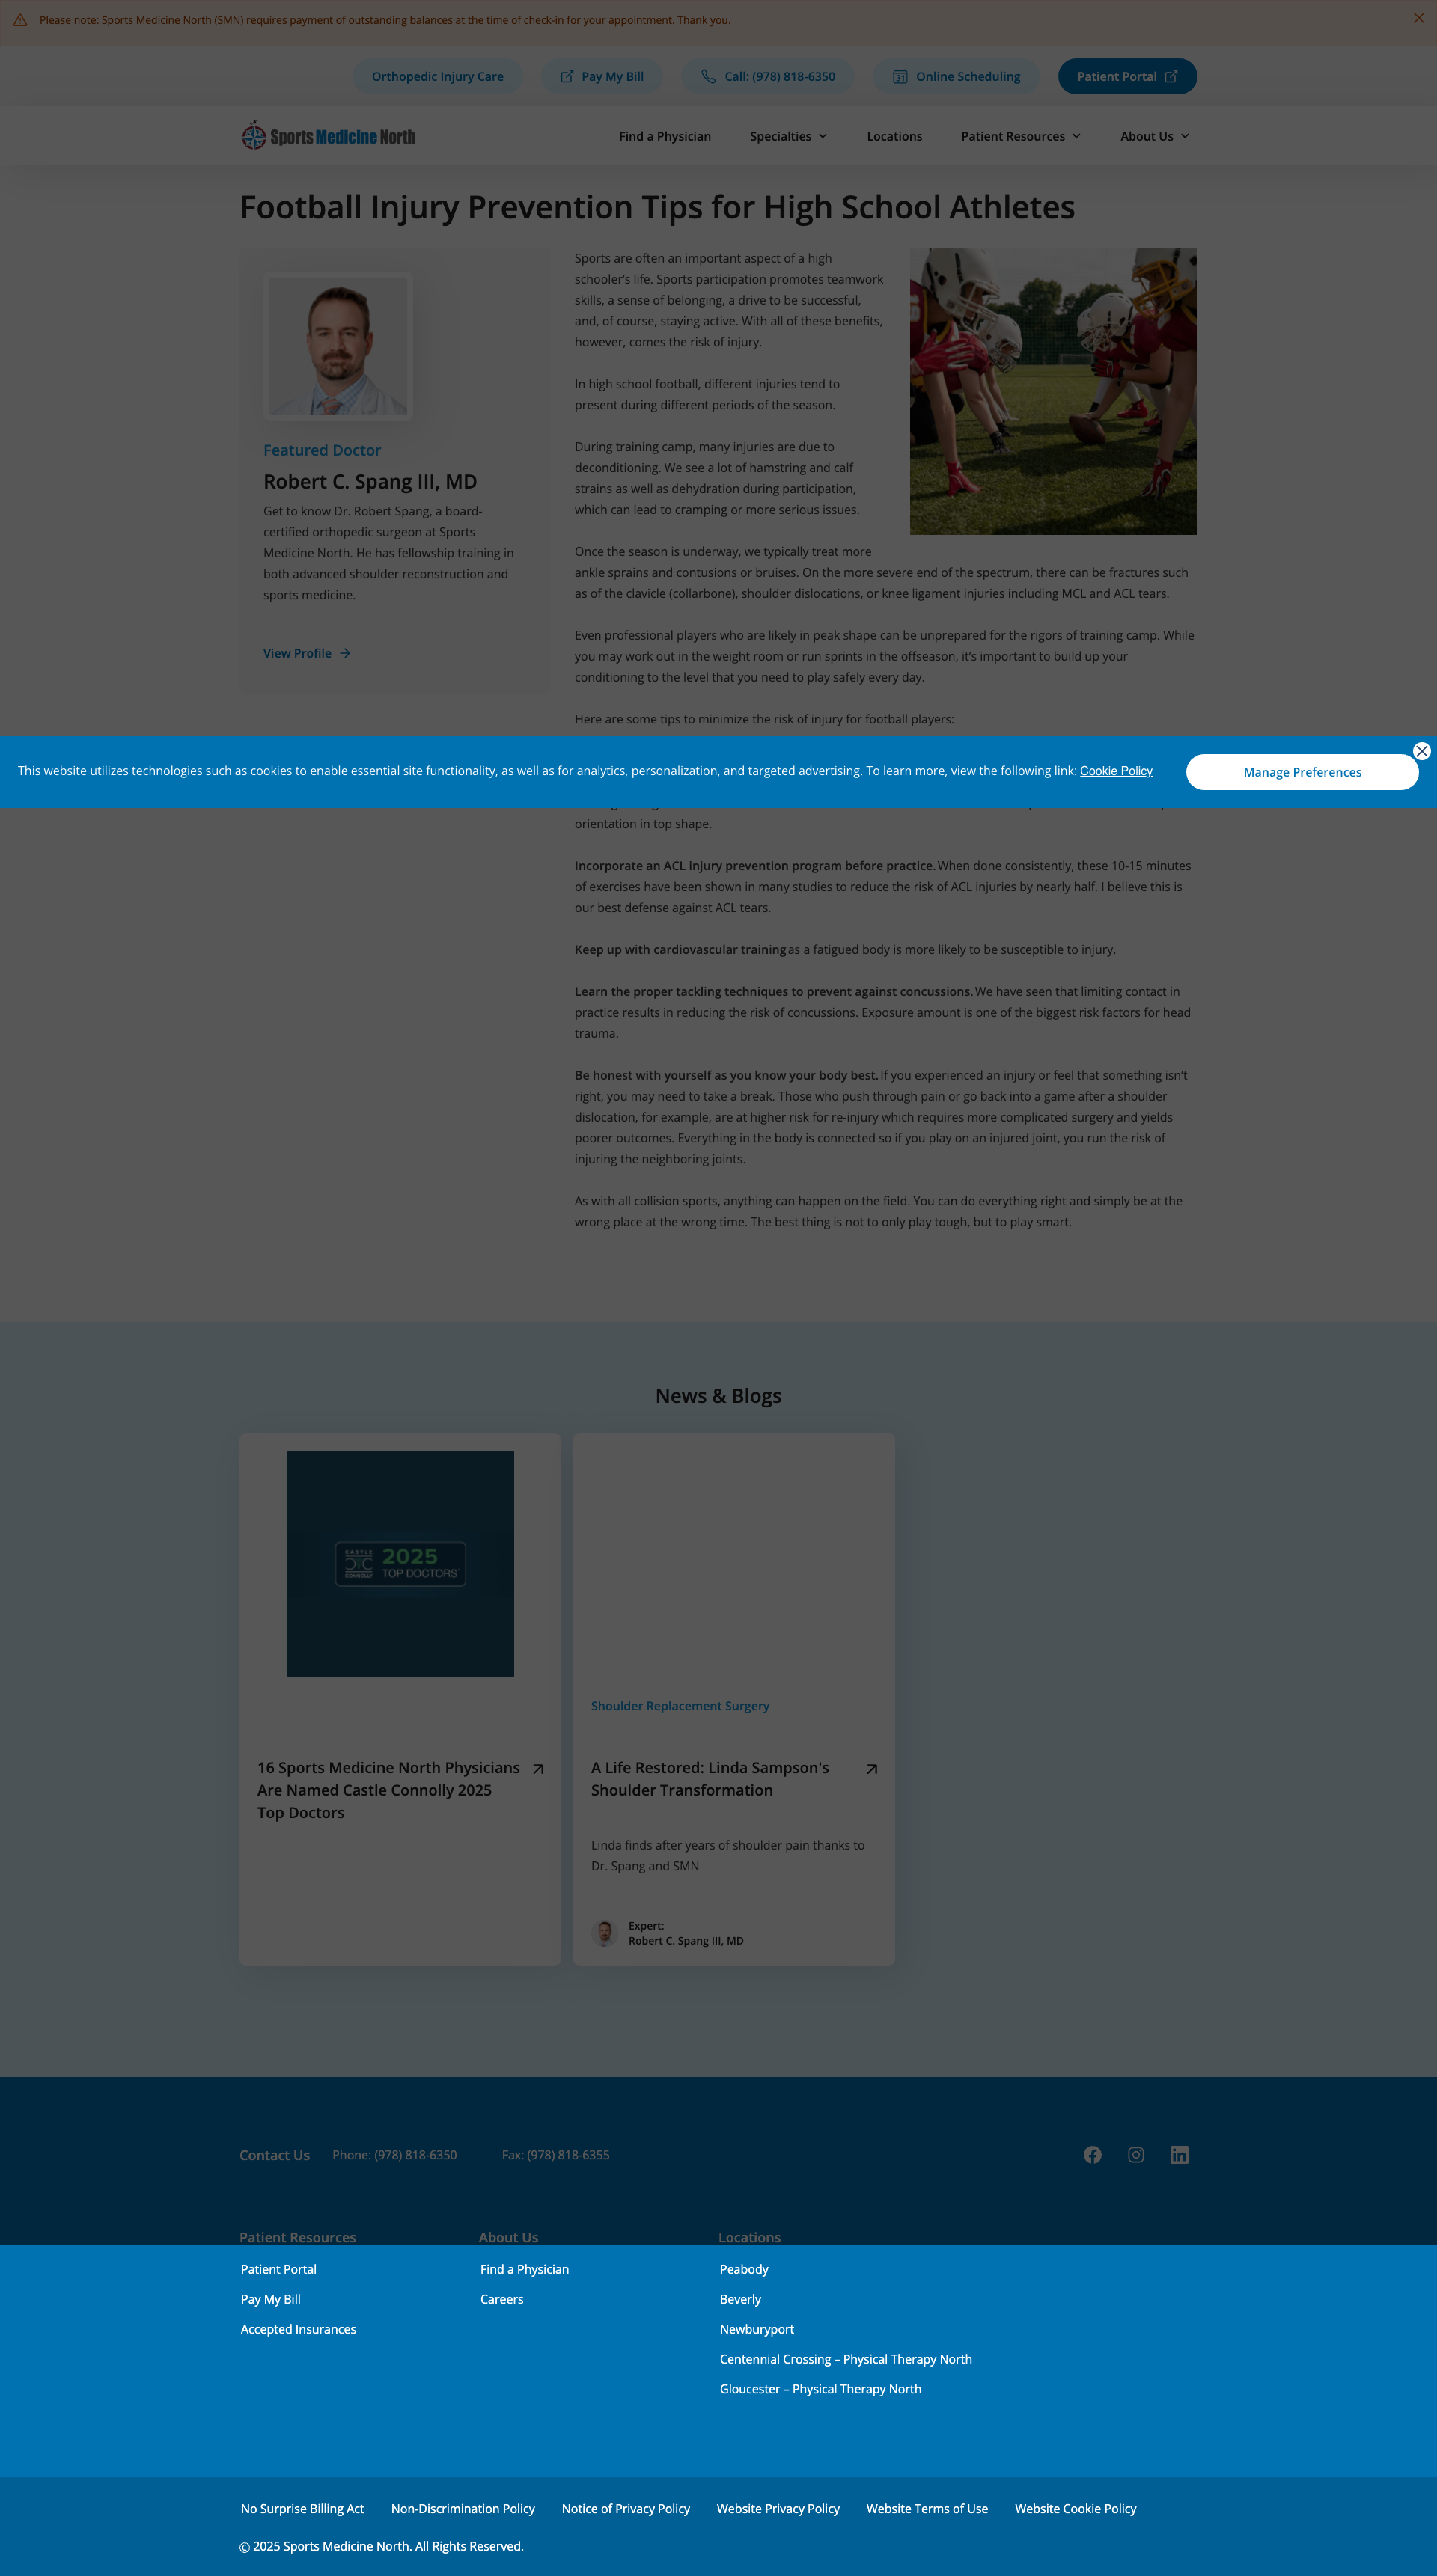 Please note: Sports Medicine North (SMN) requires payment of outstanding balances at the time of check-in for your appointment. Thank you.
Orthopedic Injury Care
Pay My Bill
Call: (978) 818-6350
Online Scheduling
Patient Portal
Sports Medicine North
Find a Physician
Specialties
Locations
Patient Resources
About Us
Football Injury Prevention Tips for High School Athletes
Featured Doctor
Robert C. Spang III, MD
Get to know Dr. Robert Spang, a board-
certified orthopedic surgeon at Sports
Medicine North. He has fellowship training in
both advanced shoulder reconstruction and
sports medicine.
View Profile
Sports are often an important aspect of a high
schooler’s life. Sports participation promotes teamwork
skills, a sense of belonging, a drive to be successful,
and, of course, staying active. With all of these benefits,
however, comes the risk of injury.
In high school football, different injuries tend to
present during different periods of the season.
During training camp, many injuries are due to
deconditioning. We see a lot of hamstring and calf
strains as well as dehydration during participation,
which can lead to cramping or more serious issues.
Once the season is underway, we typically treat more
ankle sprains and contusions or bruises. On the more severe end of the spectrum, there can be fractures such
as of the clavicle (collarbone), shoulder dislocations, or knee ligament injuries including MCL and ACL tears.
Even professional players who are likely in peak shape can be unprepared for the rigors of training camp. While
you may work out in the weight room or run sprints in the offseason, it’s important to build up your
conditioning to the level that you need to play safely every day.
Here are some tips to minimize the risk of injury for football players:
This website utilizes technologies such as cookies to enable essential site functionality, as well as for analytics, personalization, and targeted advertising. To learn more, view the following link: Cookie Policy
Manage Preferences
orientation in top shape.
Incorporate an ACL injury prevention program before practice. When done consistently, these 10-15 minutes
of exercises have been shown in many studies to reduce the risk of ACL injuries by nearly half. I believe this is
our best defense against ACL tears.
Keep up with cardiovascular training as a fatigued body is more likely to be susceptible to injury.
Learn the proper tackling techniques to prevent against concussions. We have seen that limiting contact in
practice results in reducing the risk of concussions. Exposure amount is one of the biggest risk factors for head
trauma.
Be honest with yourself as you know your body best. If you experienced an injury or feel that something isn’t
right, you may need to take a break. Those who push through pain or go back into a game after a shoulder
dislocation, for example, are at higher risk for re-injury which requires more complicated surgery and yields
poorer outcomes. Everything in the body is connected so if you play on an injured joint, you run the risk of
injuring the neighboring joints.
As with all collision sports, anything can happen on the field. You can do everything right and simply be at the
wrong place at the wrong time. The best thing is not to only play tough, but to play smart.
News & Blogs
CASTLE
CONNOLLY
2025
TOP DOCTORS
16 Sports Medicine North Physicians
Are Named Castle Connolly 2025
Top Doctors
Shoulder Replacement Surgery
A Life Restored: Linda Sampson's
Shoulder Transformation
Linda finds after years of shoulder pain thanks to
Dr. Spang and SMN
Expert:
Robert C. Spang III, MD
Contact Us
Phone: (978) 818-6350
Fax: (978) 818-6355
Patient Resources
Patient Portal
Pay My Bill
Accepted Insurances
About Us
Find a Physician
Careers
Locations
Peabody
Beverly
Newburyport
Centennial Crossing – Physical Therapy North
Gloucester – Physical Therapy North
No Surprise Billing Act
Non-Discrimination Policy
Notice of Privacy Policy
Website Privacy Policy
Website Terms of Use
Website Cookie Policy
© 2025 Sports Medicine North. All Rights Reserved.